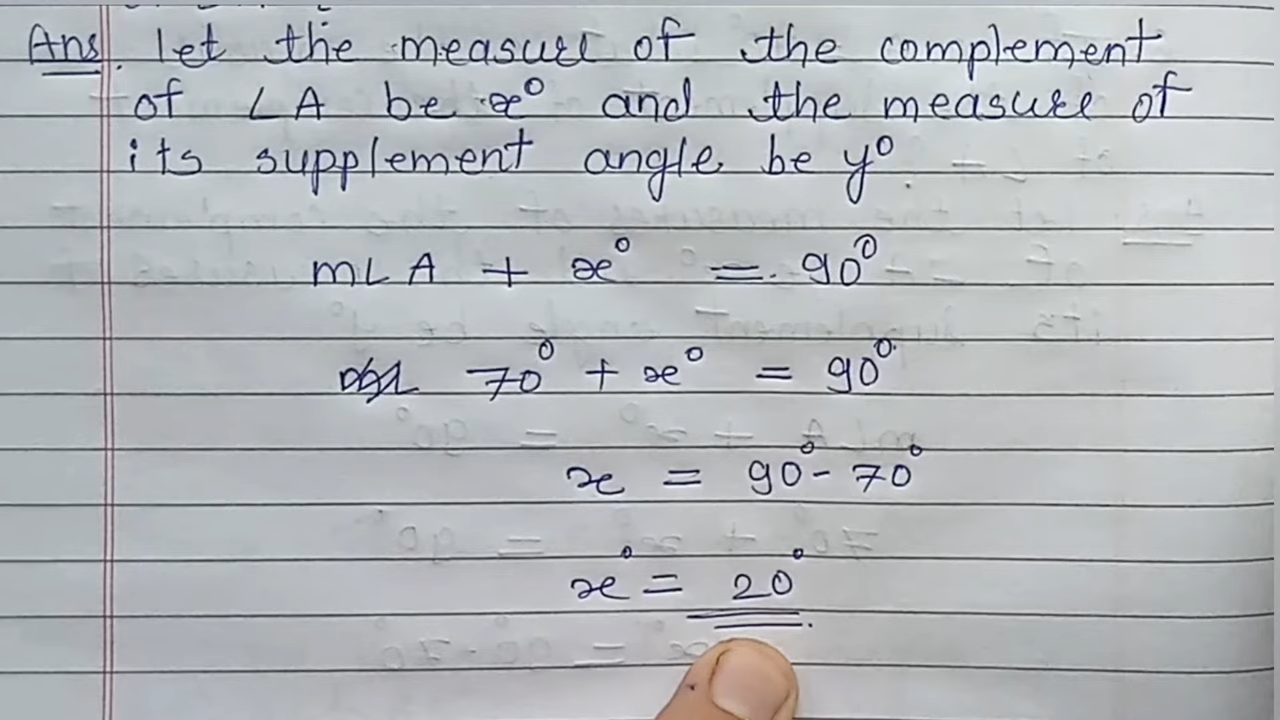 Ans. let the measure of the complement
of ∠A be x° and the measure of
its supplement angle be y°.
m∠A + x° = 90°
70° + x° = 90°
x = 90° - 70°
x° = 20°